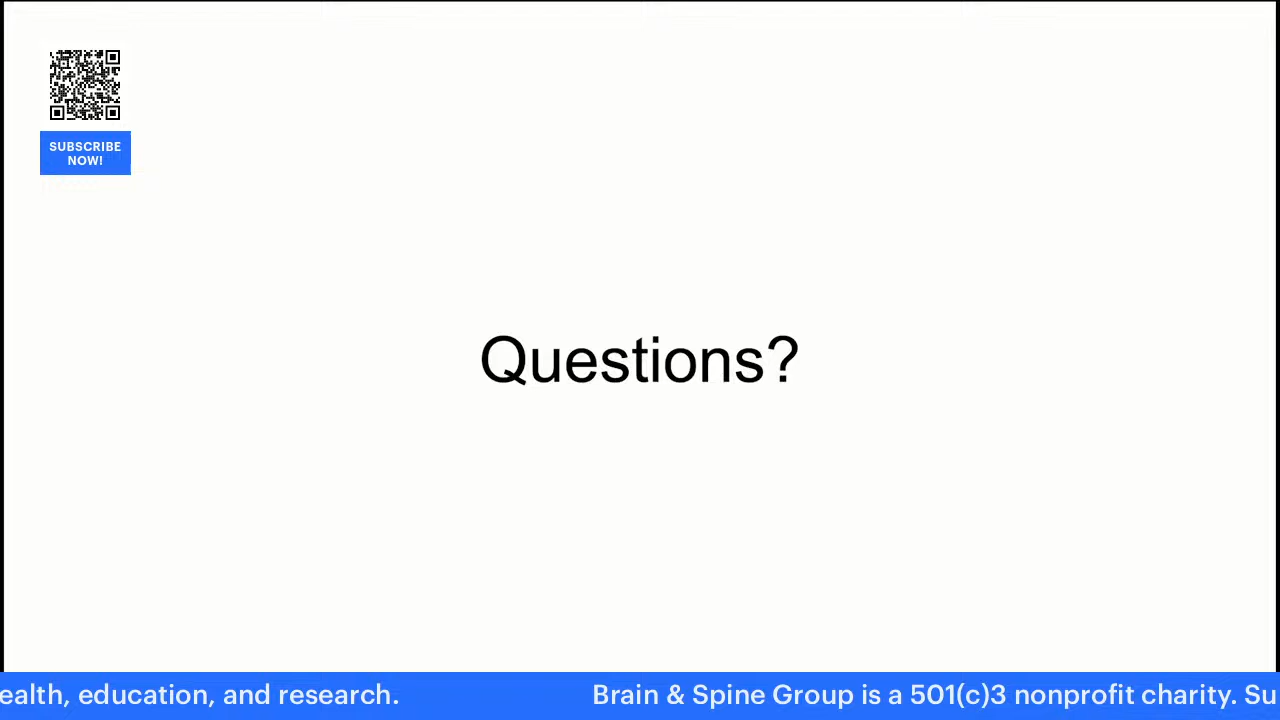 SUBSCRIBE
NOW!
Questions?
ealth, education, and research.
Brain & Spine Group is a 501(c)3 nonprofit charity. Su